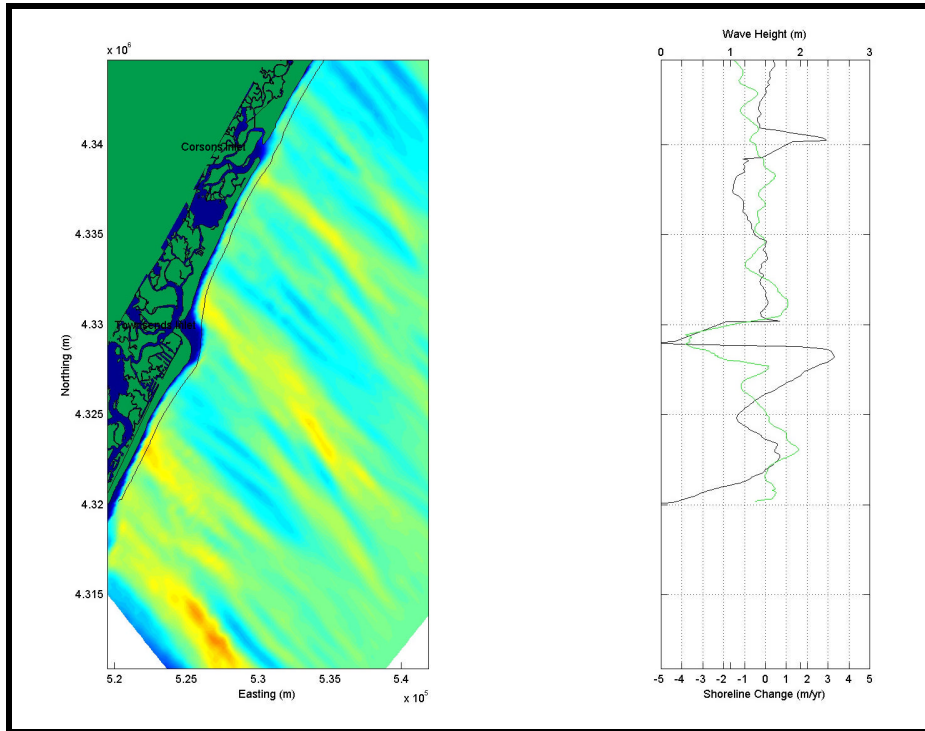 x 10^6
4.34
4.335
4.33
4.325
4.32
4.315
Northing (m)
Corsons Inlet
Townsends Inlet
5.2 5.25 5.3 5.35 5.4
Easting (m)
x 10^5
Wave Height (m)
0 1 2 3
-5 -4 -3 -2 -1 0 1 2 3 4 5
Shoreline Change (m/yr)